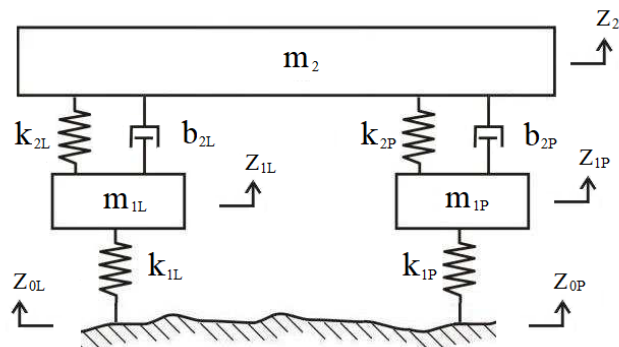 Z₂
m₂
k₂L b₂L k₂P b₂P
Z₁L Z₁P
m₁L m₁P
k₁L k₁P
Z₀L Z₀P